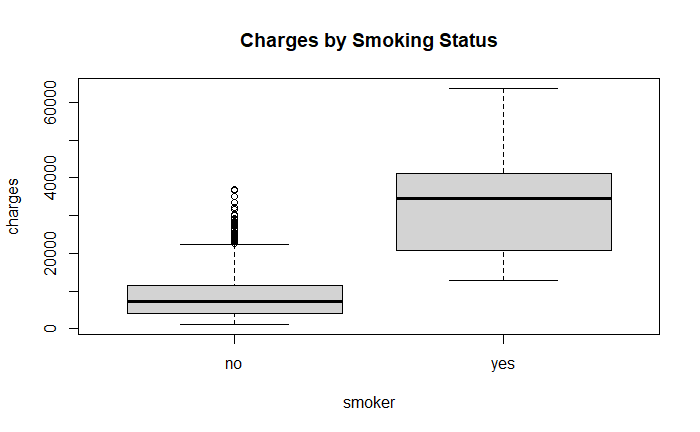 Charges by Smoking Status
charges
60000
40000
20000
0
no yes
smoker